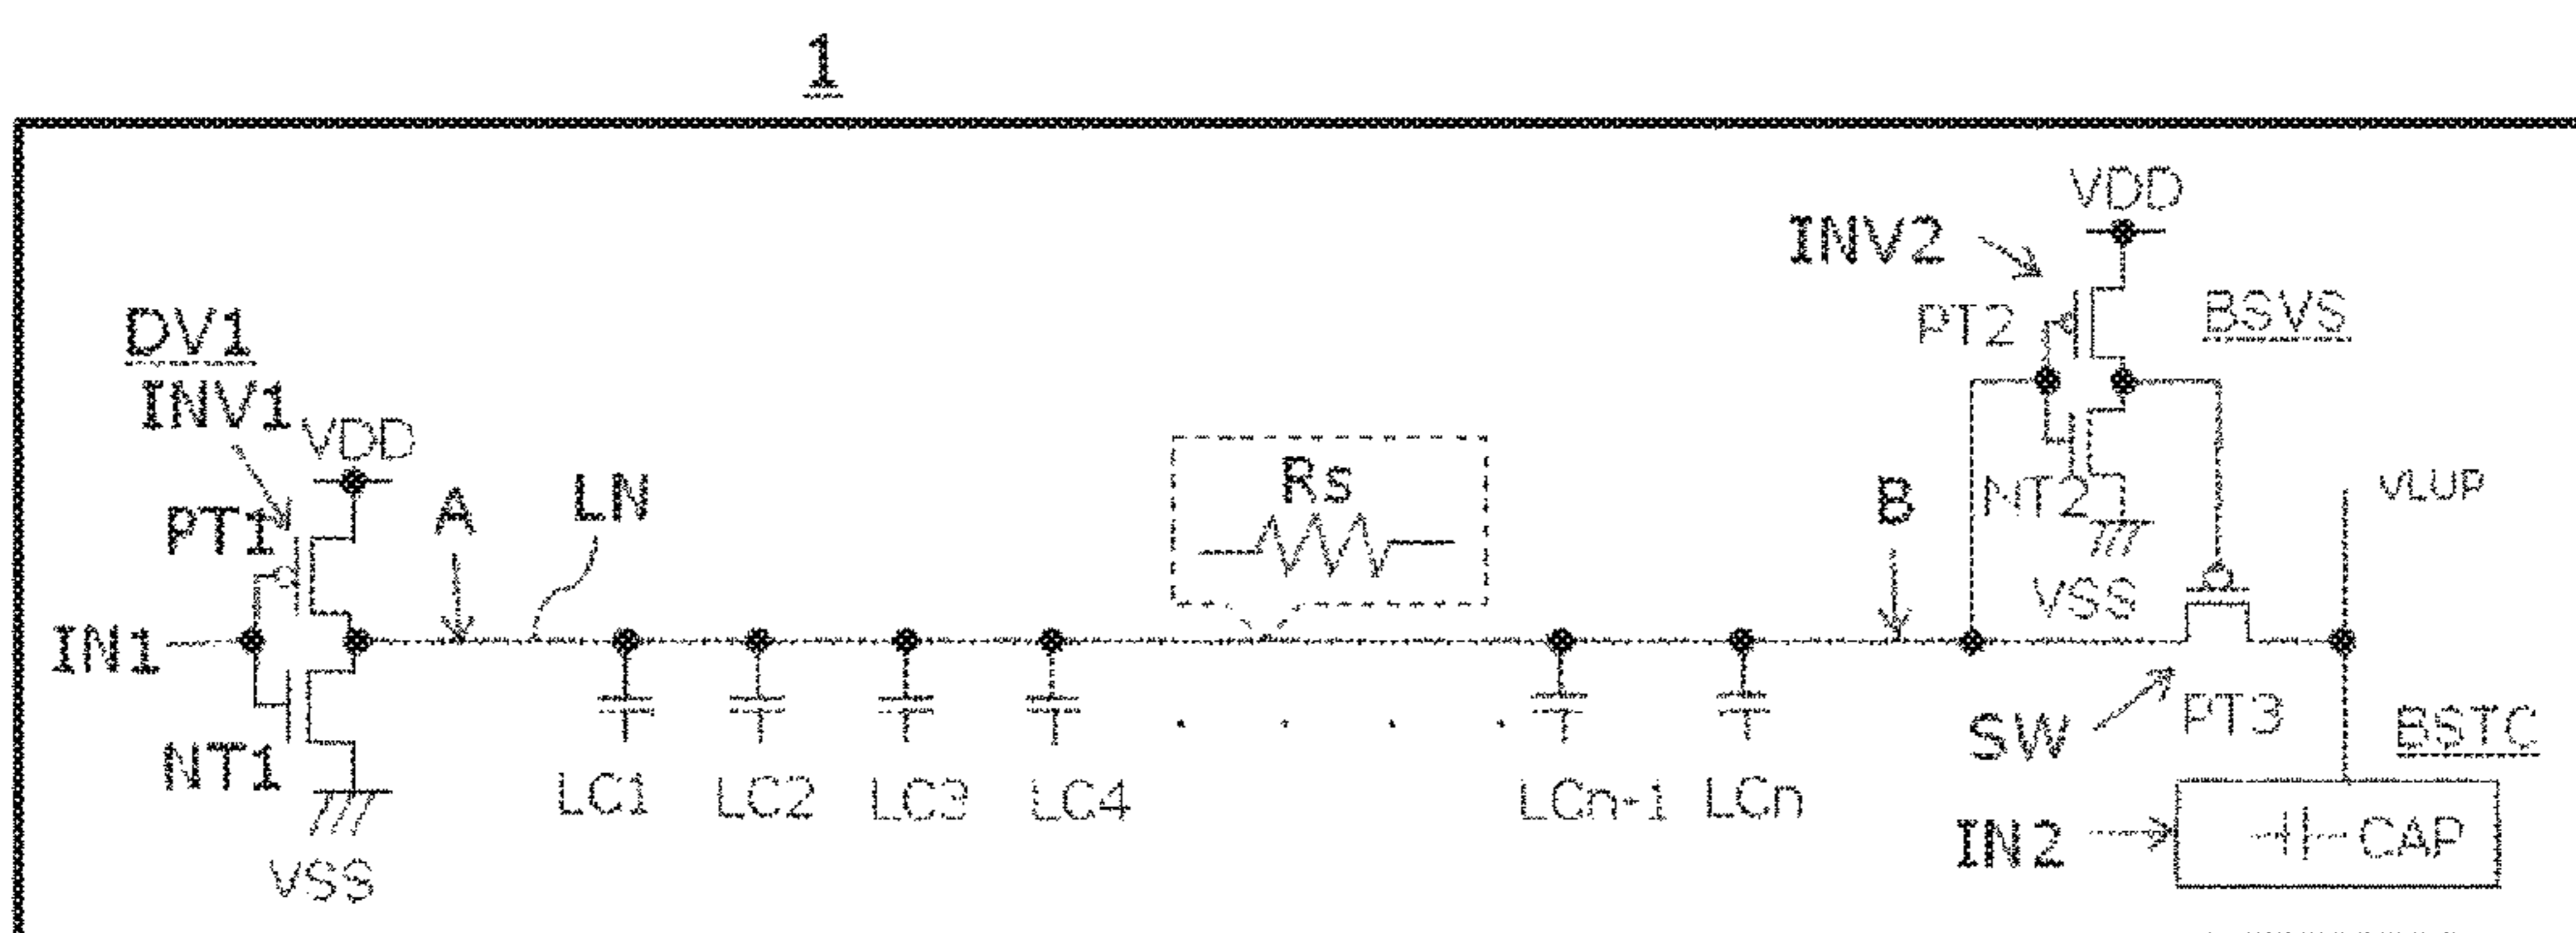 1
DV1
INV1
VDD
PT1
IN1
NT1
VSS
A
LN
LC1
LC2
LC3
LC4
. . . .
Rs
LCn-1
LCn
B
INV2
VDD
PT2
BSVS
NT2
VSS
VLUP
SW
PT3
BSTC
IN2
CAP